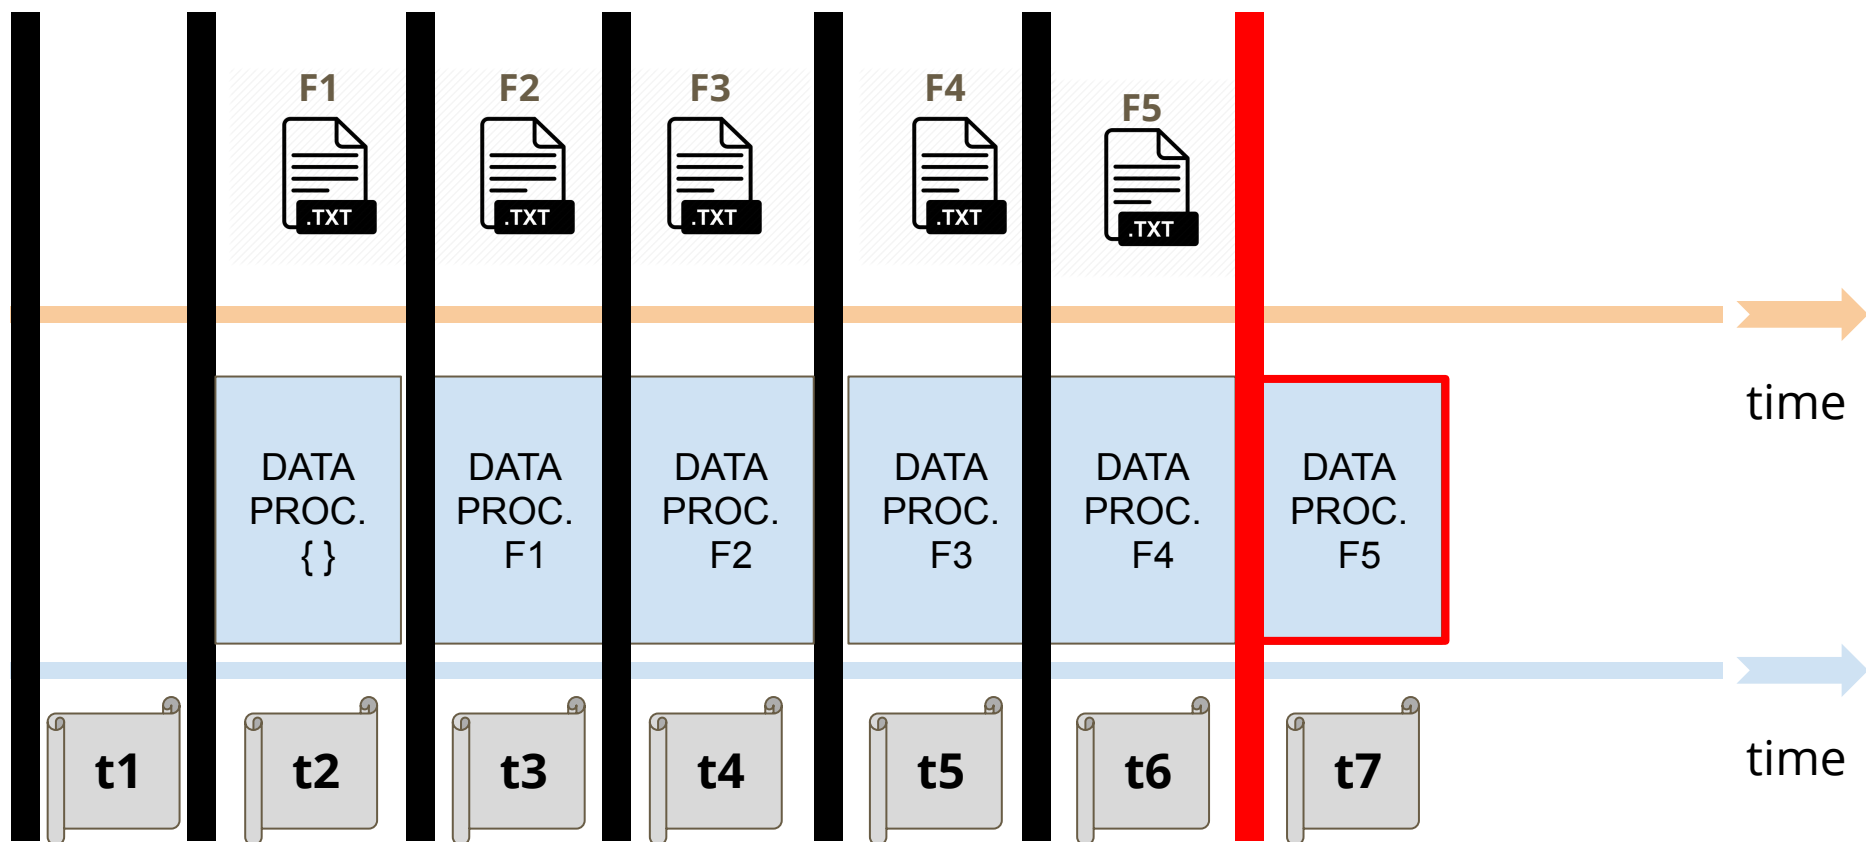 F1
F2
F3
F4
F5
.TXT
.TXT
.TXT
.TXT
.TXT
time
DATA
PROC.
{ }
DATA
PROC.
F1
DATA
PROC.
F2
DATA
PROC.
F3
DATA
PROC.
F4
DATA
PROC.
F5
time
t1
t2
t3
t4
t5
t6
t7